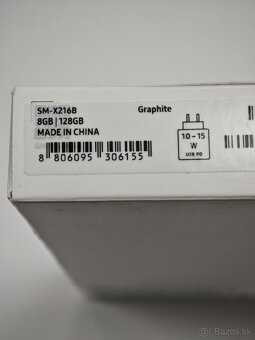 SM-X216B Graphite
8GB | 128GB
MADE IN CHINA
10 – 15
W
USB PD
8 806095 306155
Bazos.sk